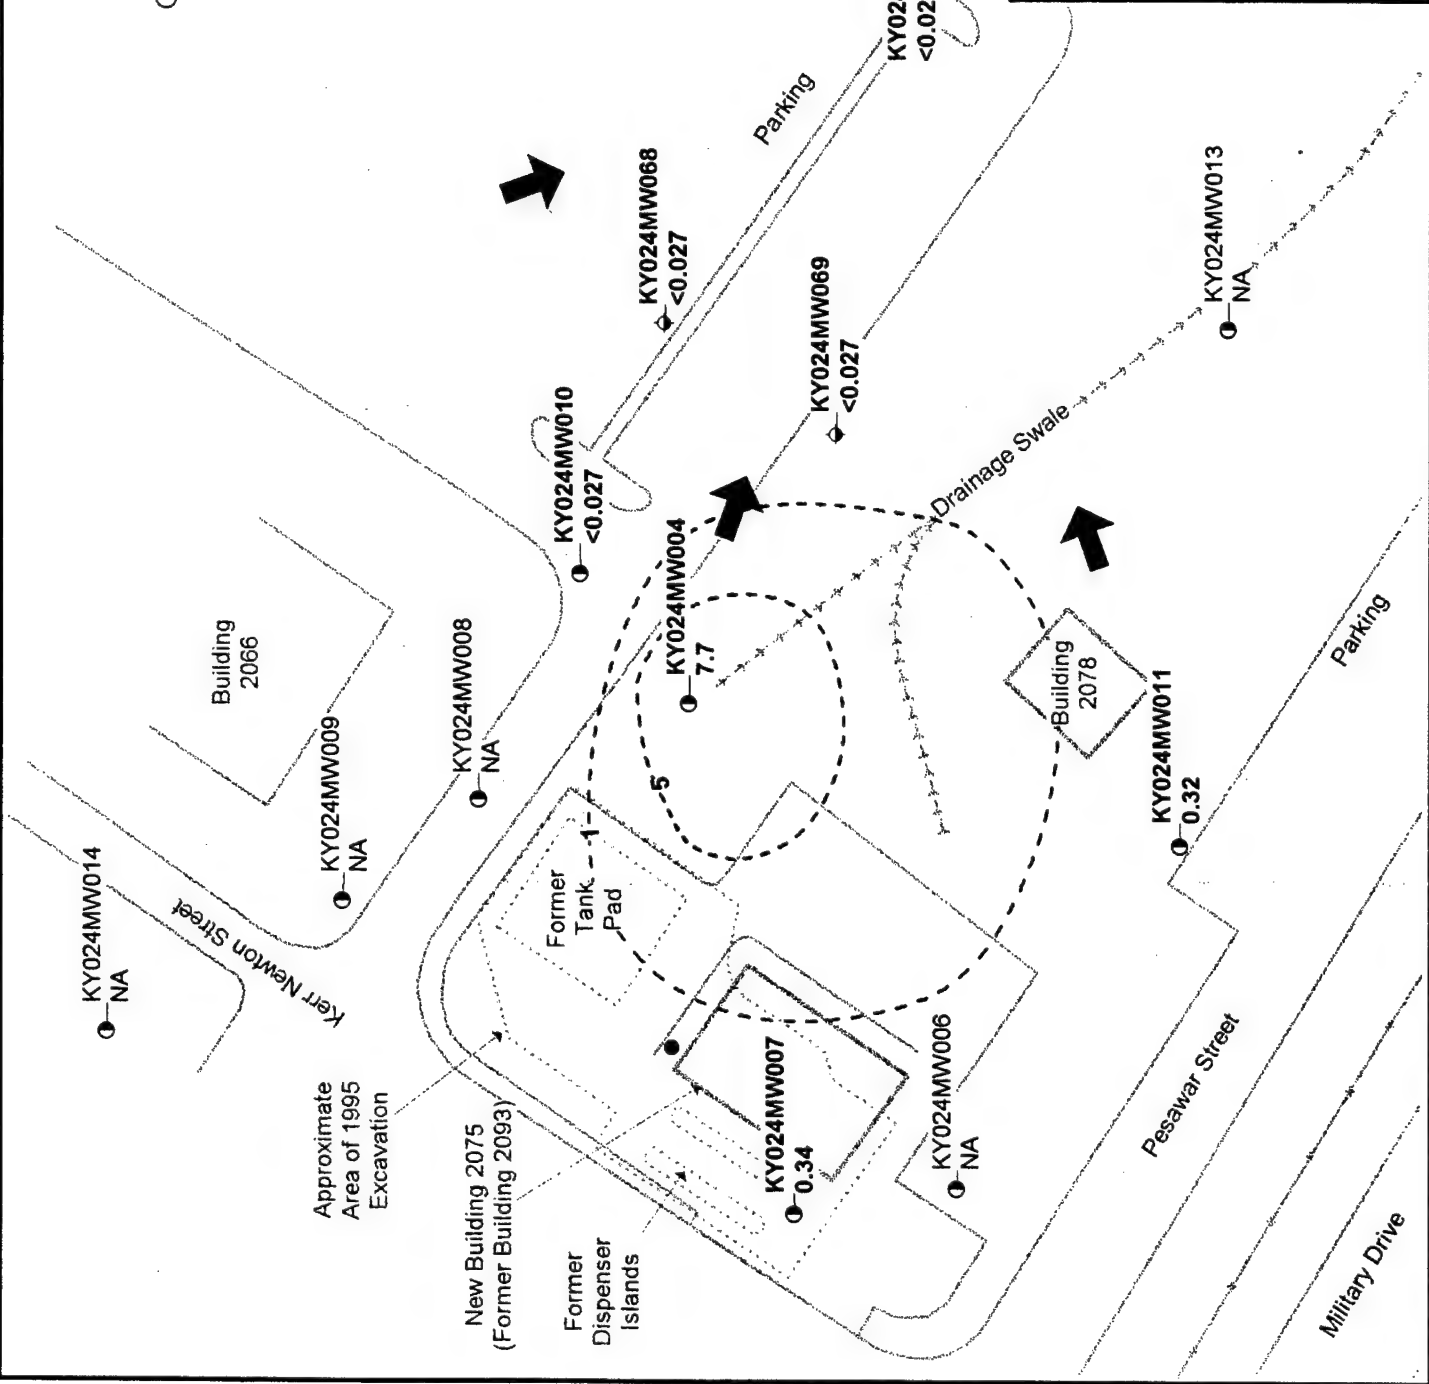 KY024MW014
NA
Kerr Newton Street
KY024MW009
NA
Building
2066
KY024MW008
NA
KY024MW010
<0.027
KY024MW068
<0.027
Parking
KY02
<0.02
KY024MW069
<0.027
KY024MW004
7.7
5
1
Former
Tank
Pad
Approximate
Area of 1995
Excavation
New Building 2075
(Former Building 2093)
Former
Dispenser
Islands
KY024MW007
0.34
KY024MW006
NA
Drainage Swale
KY024MW013
NA
Building
2078
KY024MW011
0.32
Parking
Pesawar Street
Military Drive